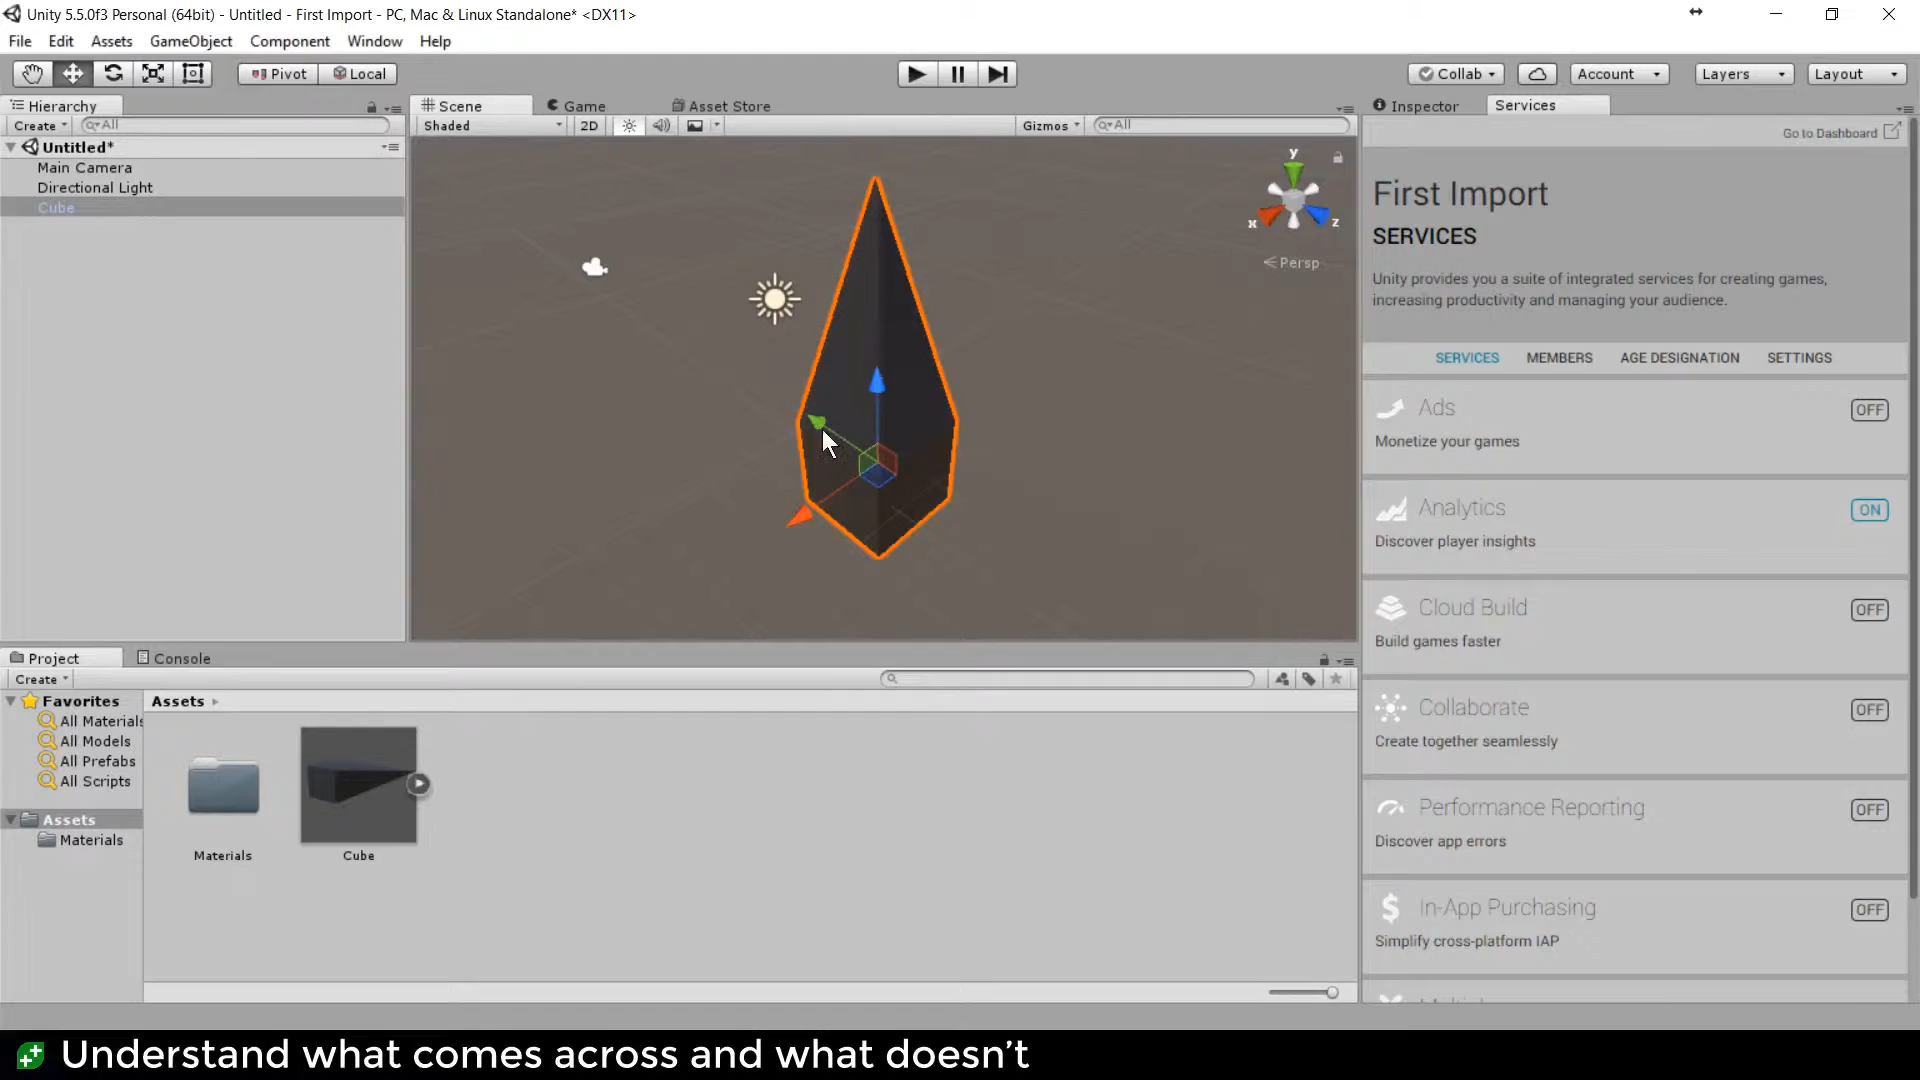 Unity 5.5.0f3 Personal (64bit) - Untitled - First Import - PC, Mac & Linux Standalone* <DX11>
File Edit Assets GameObject Component Window Help
Pivot Local Collab Account Layers Layout
Hierarchy
Create All
Untitled*
Main Camera
Directional Light
Cube
Scene Game Asset Store
Shaded 2D Gizmos All
y
x z
Persp
Inspector Services
Go to Dashboard
First Import
SERVICES
Unity provides you a suite of integrated services for creating games,
increasing productivity and managing your audience.
SERVICES MEMBERS AGE DESIGNATION SETTINGS
Ads OFF
Monetize your games
Analytics ON
Discover player insights
Cloud Build OFF
Build games faster
Collaborate OFF
Create together seamlessly
Performance Reporting OFF
Discover app errors
In-App Purchasing OFF
Simplify cross-platform IAP
Project Console
Create
Favorites
All Materials
All Models
All Prefabs
All Scripts
Assets
Materials
Assets
Materials Cube
Understand what comes across and what doesn't